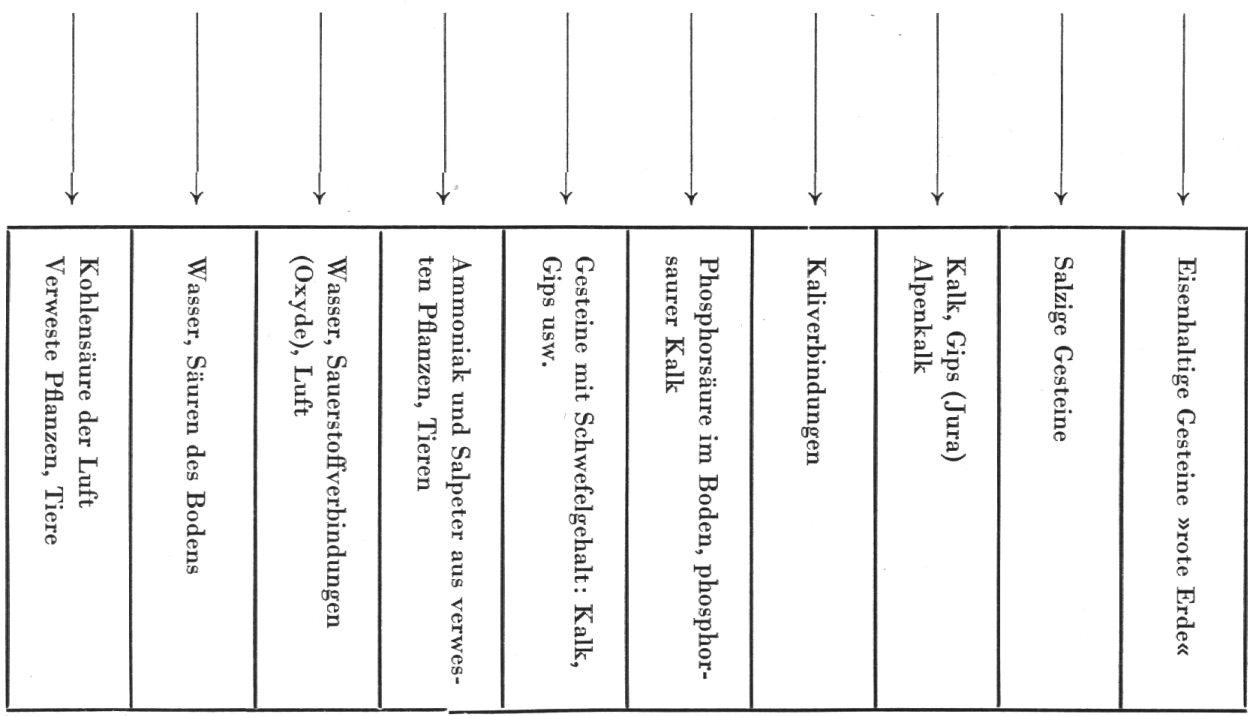 Eisenhaltige Gesteine »rote Erde«
Salzige Gesteine
Kalk, Gips (Jura)
Alpenkalk
Kaliverbindungen
Phosphorsäure im Boden, phosphor-
saurer Kalk
Gesteine mit Schwefelgehalt: Kalk,
Gips usw.
Ammoniak und Salpeter aus verwes-
ten Pflanzen, Tieren
Wasser, Sauerstoffverbindungen
(Oxyde), Luft
Wasser, Säuren des Bodens
Kohlensäure der Luft
Verweste Pflanzen, Tiere